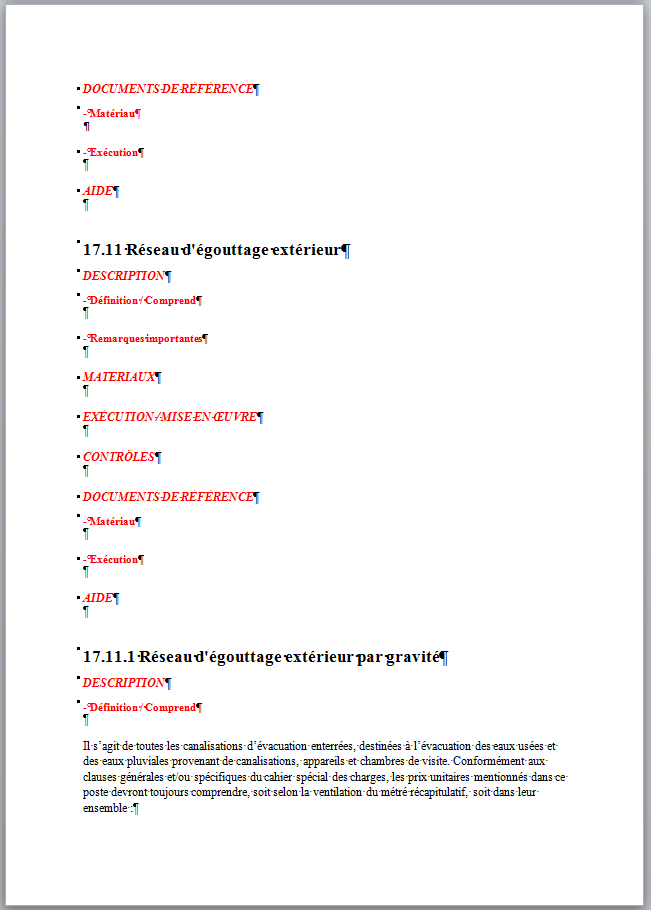 DOCUMENTS DE RÉFÉRENCE¶
- Matériau¶
¶
- Exécution¶
¶
AIDE¶
¶
17.11 Réseau d'égouttage extérieur¶
DESCRIPTION¶
- Définition / Comprend¶
¶
- Remarques importantes¶
¶
MATERIAUX¶
¶
EXÉCUTION / MISE EN ŒUVRE¶
¶
CONTRÔLES¶
¶
DOCUMENTS DE RÉFÉRENCE¶
- Matériau¶
¶
- Exécution¶
¶
AIDE¶
¶
17.11.1 Réseau d'égouttage extérieur par gravité¶
DESCRIPTION¶
- Définition / Comprend¶
¶
Il s’agit de toutes les canalisations d’évacuation enterrées, destinées à l’évacuation des eaux usées et
des eaux pluviales provenant de canalisations, appareils et chambres de visite. Conformément aux
clauses générales et/ou spécifiques du cahier spécial des charges, les prix unitaires mentionnés dans ce
poste devront toujours comprendre, soit selon la ventilation du métré récapitulatif, soit dans leur
ensemble :¶